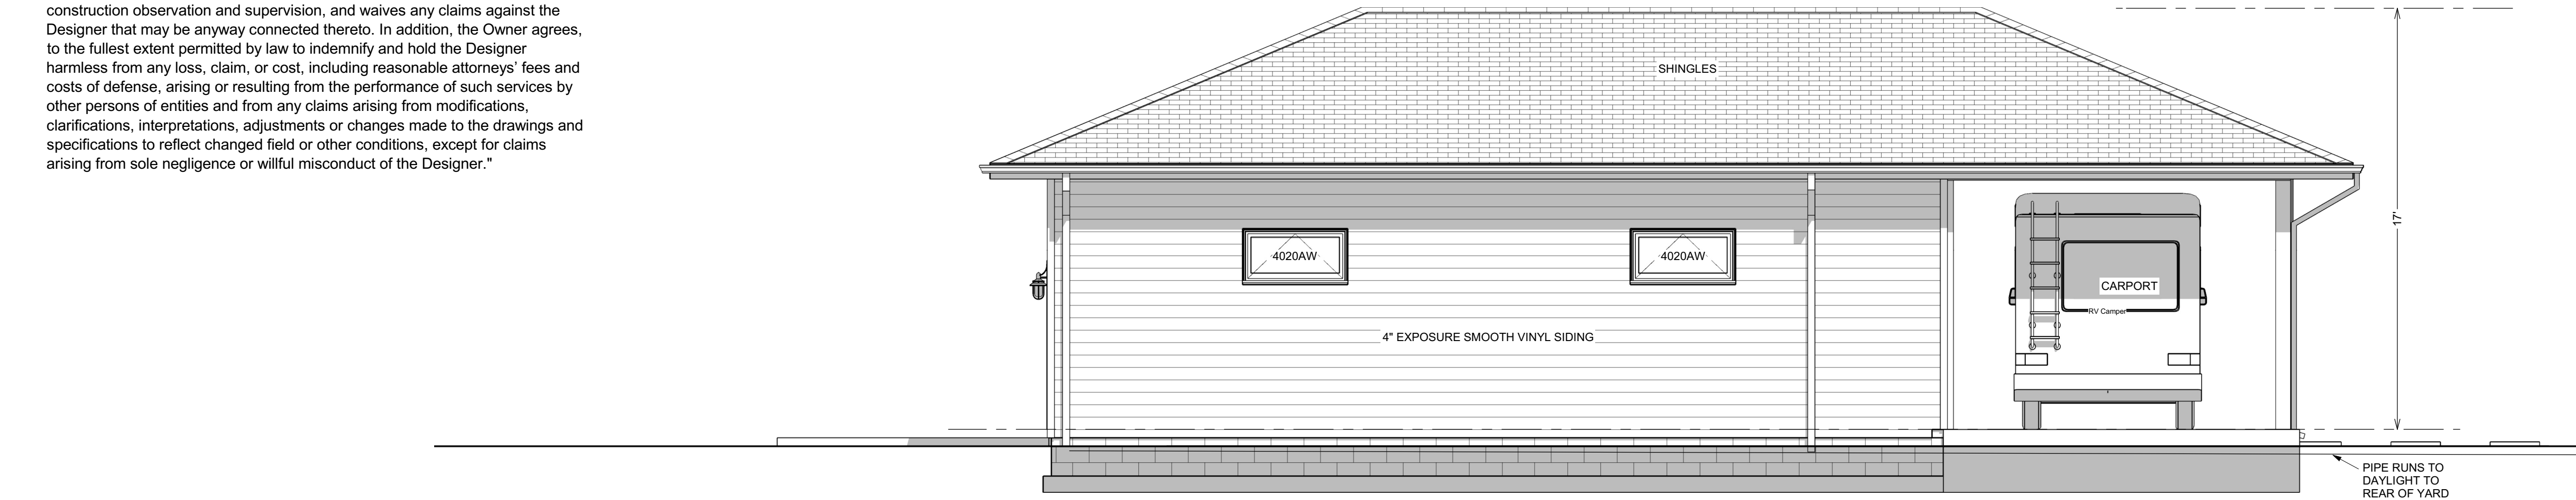 construction observation and supervision, and waives any claims against the
Designer that may be anyway connected thereto. In addition, the Owner agrees,
to the fullest extent permitted by law to indemnify and hold the Designer
harmless from any loss, claim, or cost, including reasonable attorneys’ fees and
costs of defense, arising or resulting from the performance of such services by
other persons of entities and from any claims arising from modifications,
clarifications, interpretations, adjustments or changes made to the drawings and
specifications to reflect changed field or other conditions, except for claims
arising from sole negligence or willful misconduct of the Designer."
SHINGLES
17'
4020AW
4020AW
CARPORT
RV Camper
4" EXPOSURE SMOOTH VINYL SIDING
PIPE RUNS TO
DAYLIGHT TO
REAR OF YARD